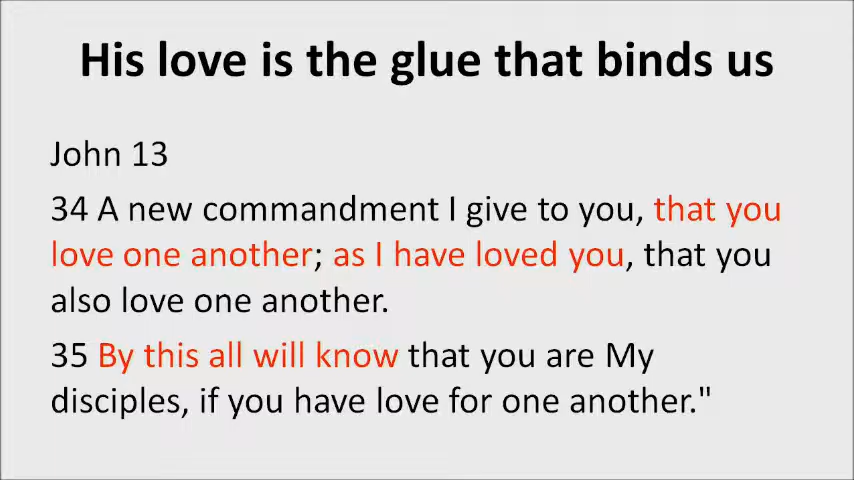 His love is the glue that binds us
John 13
34 A new commandment I give to you, that you
love one another; as I have loved you, that you
also love one another.
35 By this all will know that you are My
disciples, if you have love for one another."